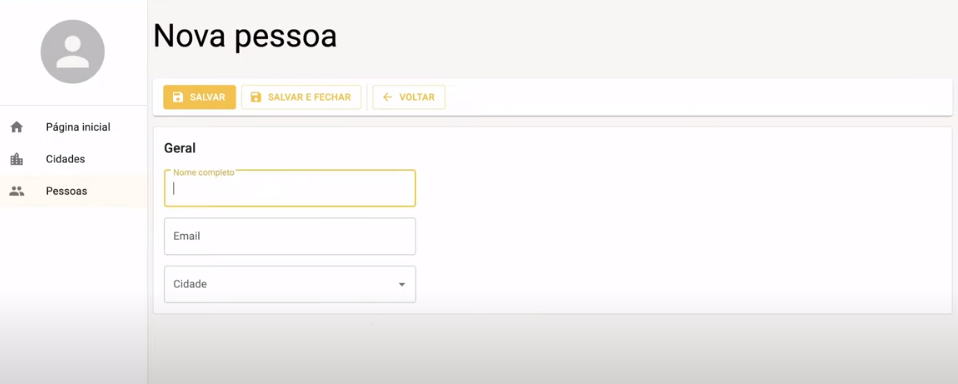 Nova pessoa
SALVAR
SALVAR E FECHAR
VOLTAR
Página inicial
Cidades
Pessoas
Geral
Nome completo
Email
Cidade